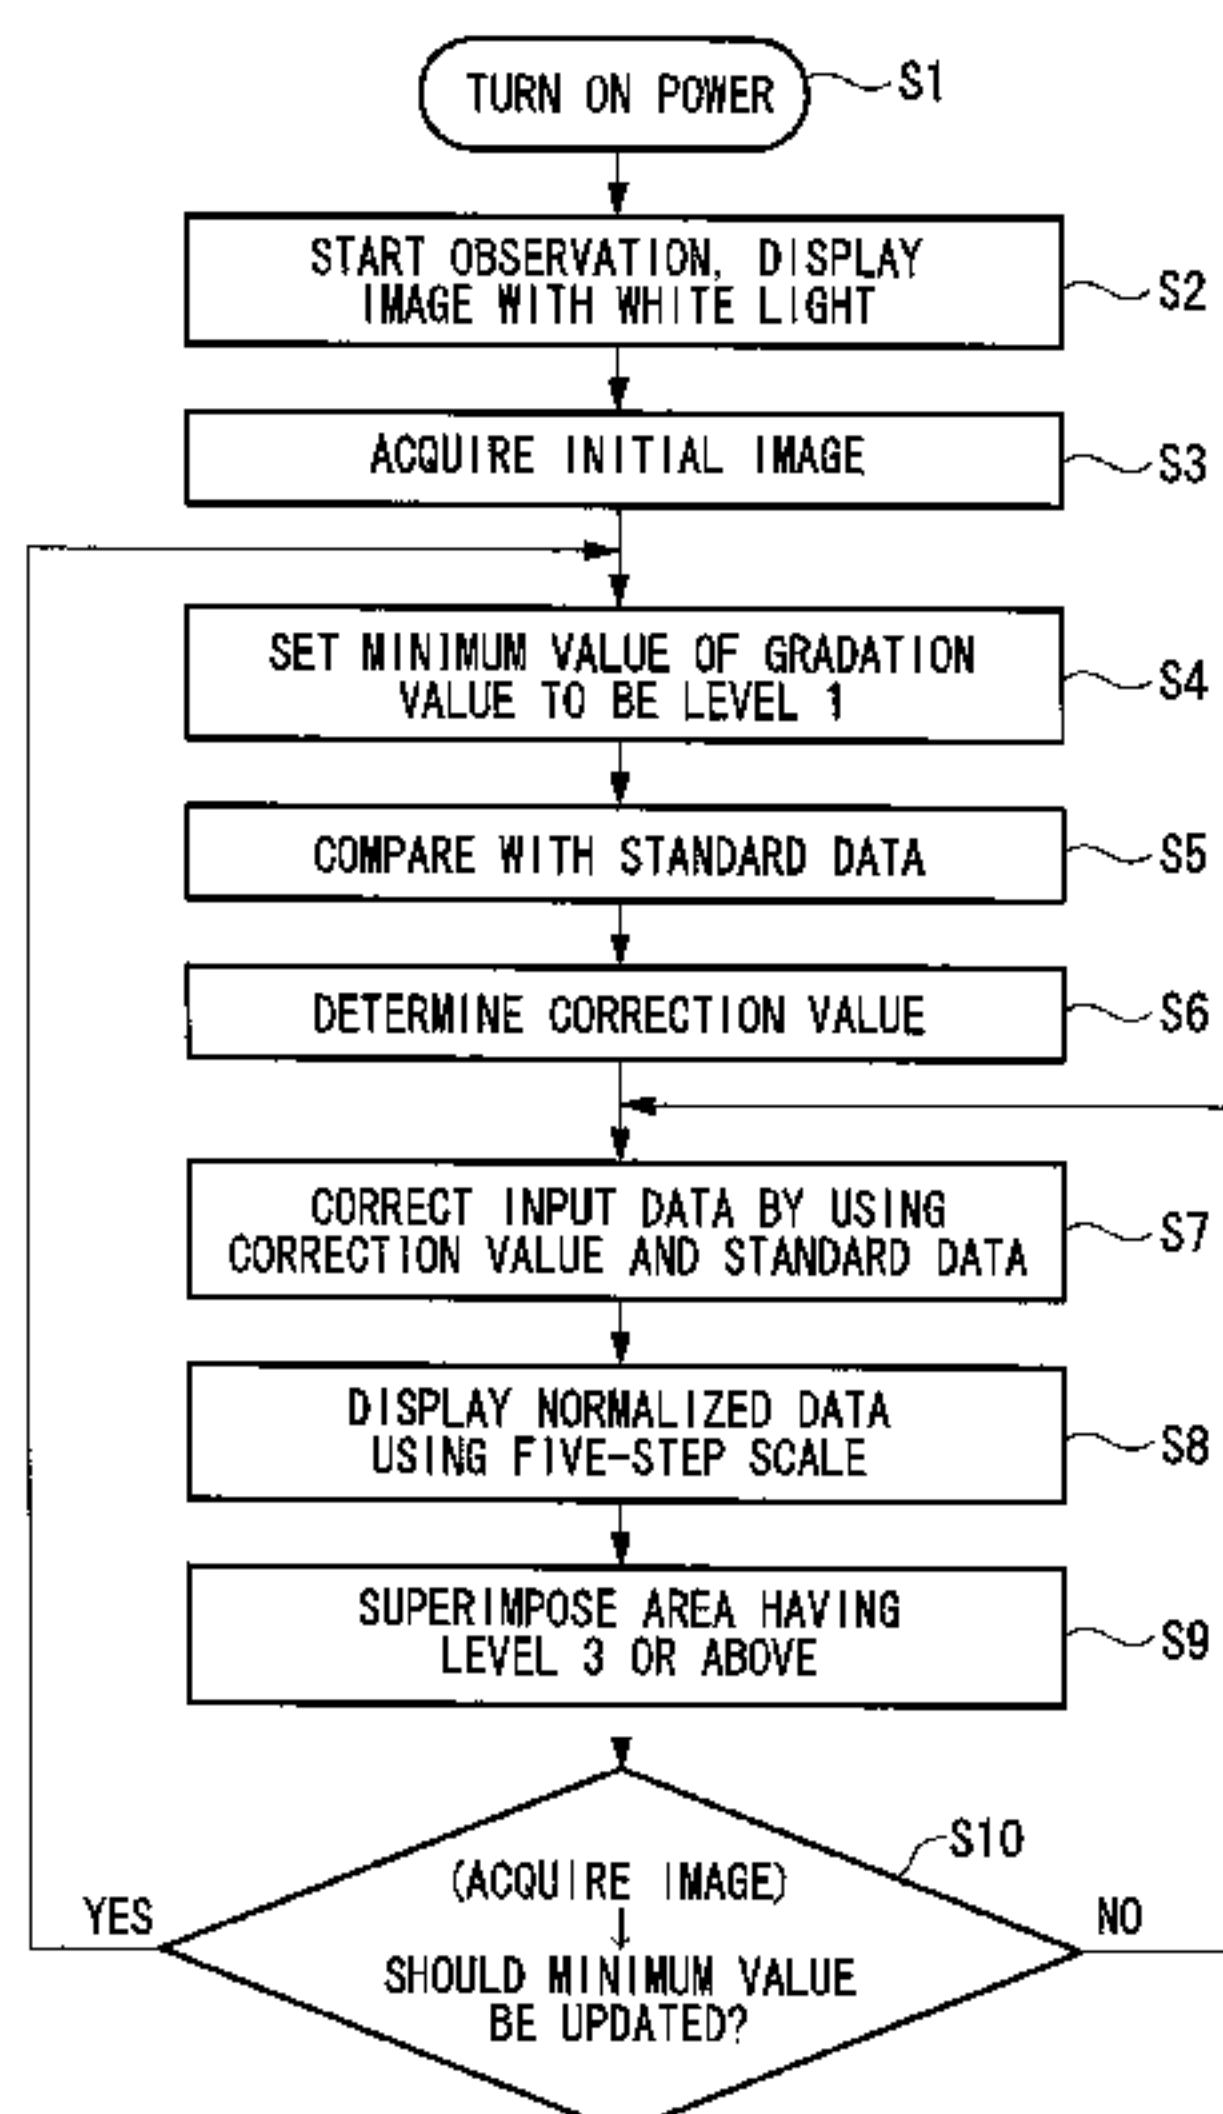 TURN ON POWER
S1
START OBSERVATION, DISPLAY
IMAGE WITH WHITE LIGHT
S2
ACQUIRE INITIAL IMAGE
S3
SET MINIMUM VALUE OF GRADATION
VALUE TO BE LEVEL 1
S4
COMPARE WITH STANDARD DATA
S5
DETERMINE CORRECTION VALUE
S6
CORRECT INPUT DATA BY USING
CORRECTION VALUE AND STANDARD DATA
S7
DISPLAY NORMALIZED DATA
USING FIVE-STEP SCALE
S8
SUPERIMPOSE AREA HAVING
LEVEL 3 OR ABOVE
S9
S10
(ACQUIRE IMAGE)
↓
SHOULD MINIMUM VALUE
BE UPDATED?
YES
NO